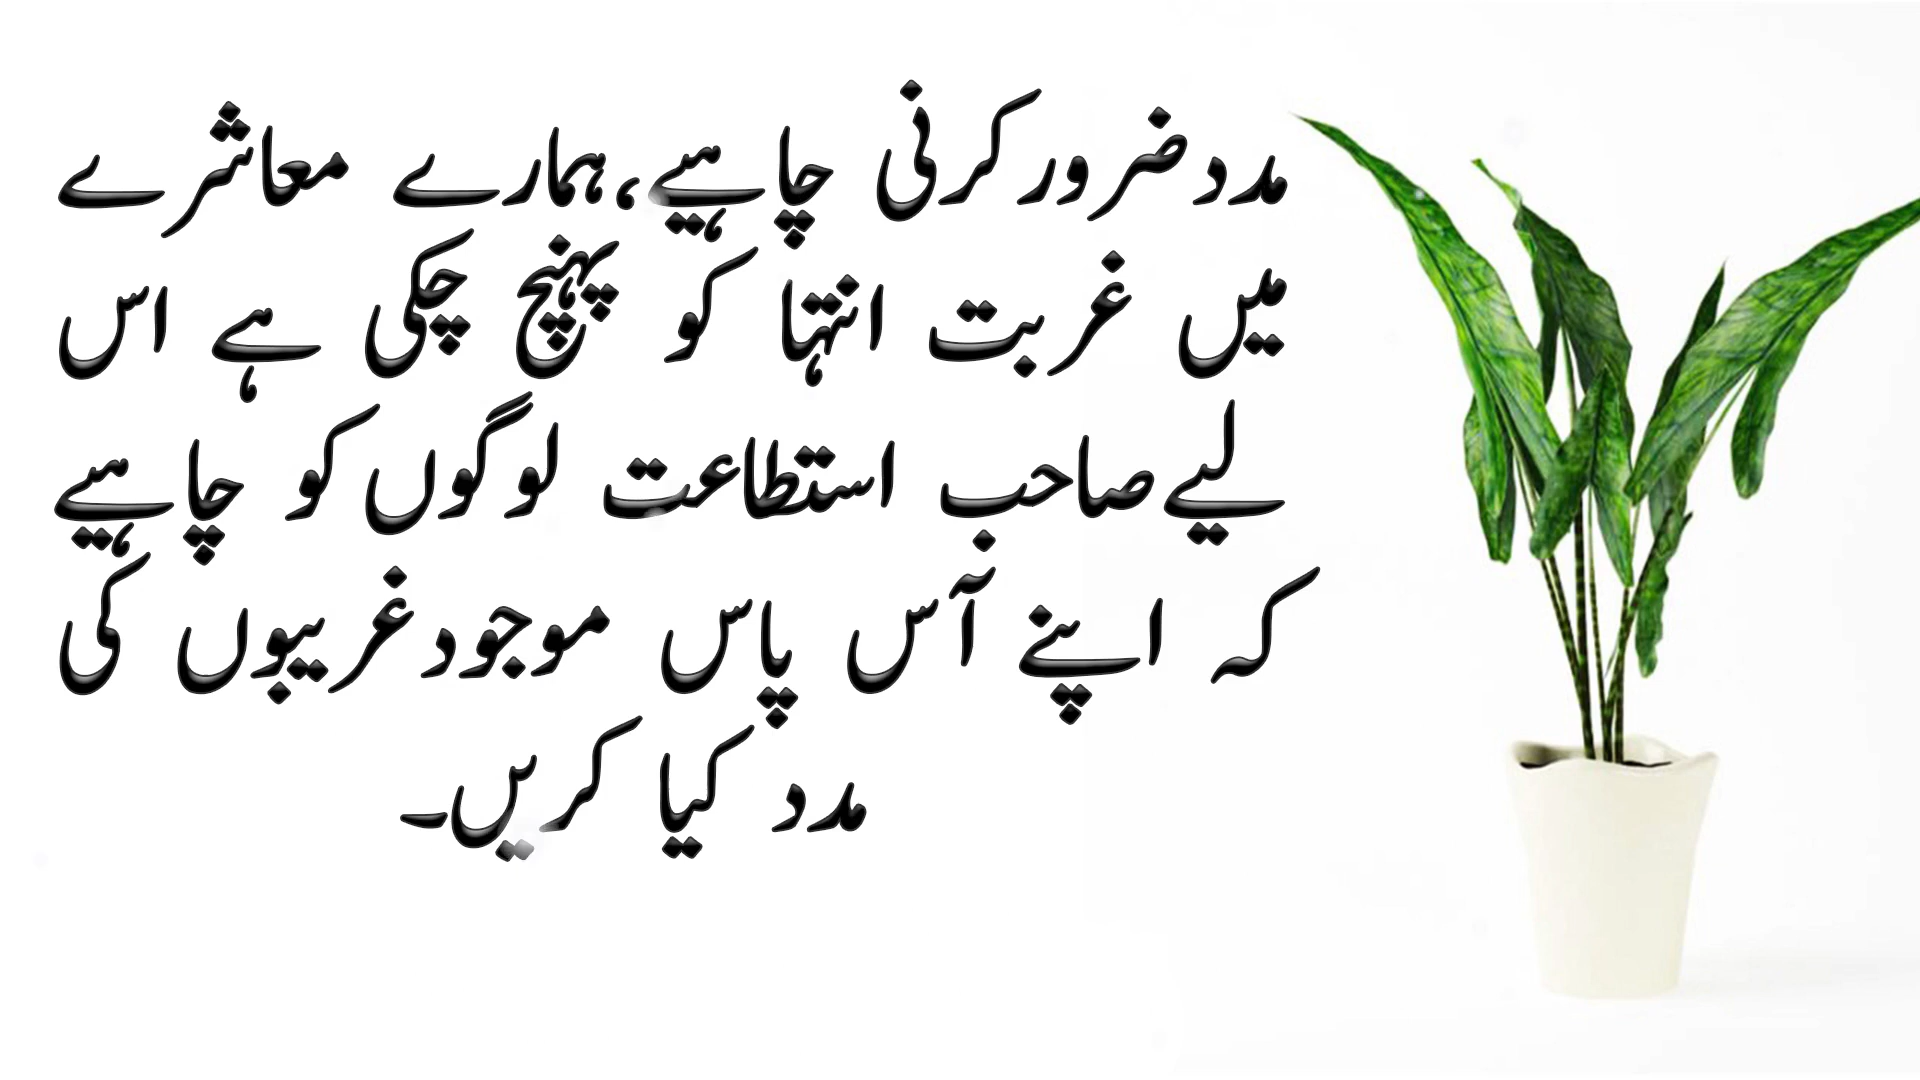 مدد ضرور کرنی چاہیے، ہمارے معاشرے
میں غربت انتہا کو پہنچ چکی ہے اس
لیے صاحب استطاعت لوگوں کو چاہیے
کہ اپنے آس پاس موجود غریبوں کی
مدد کیا کریں۔